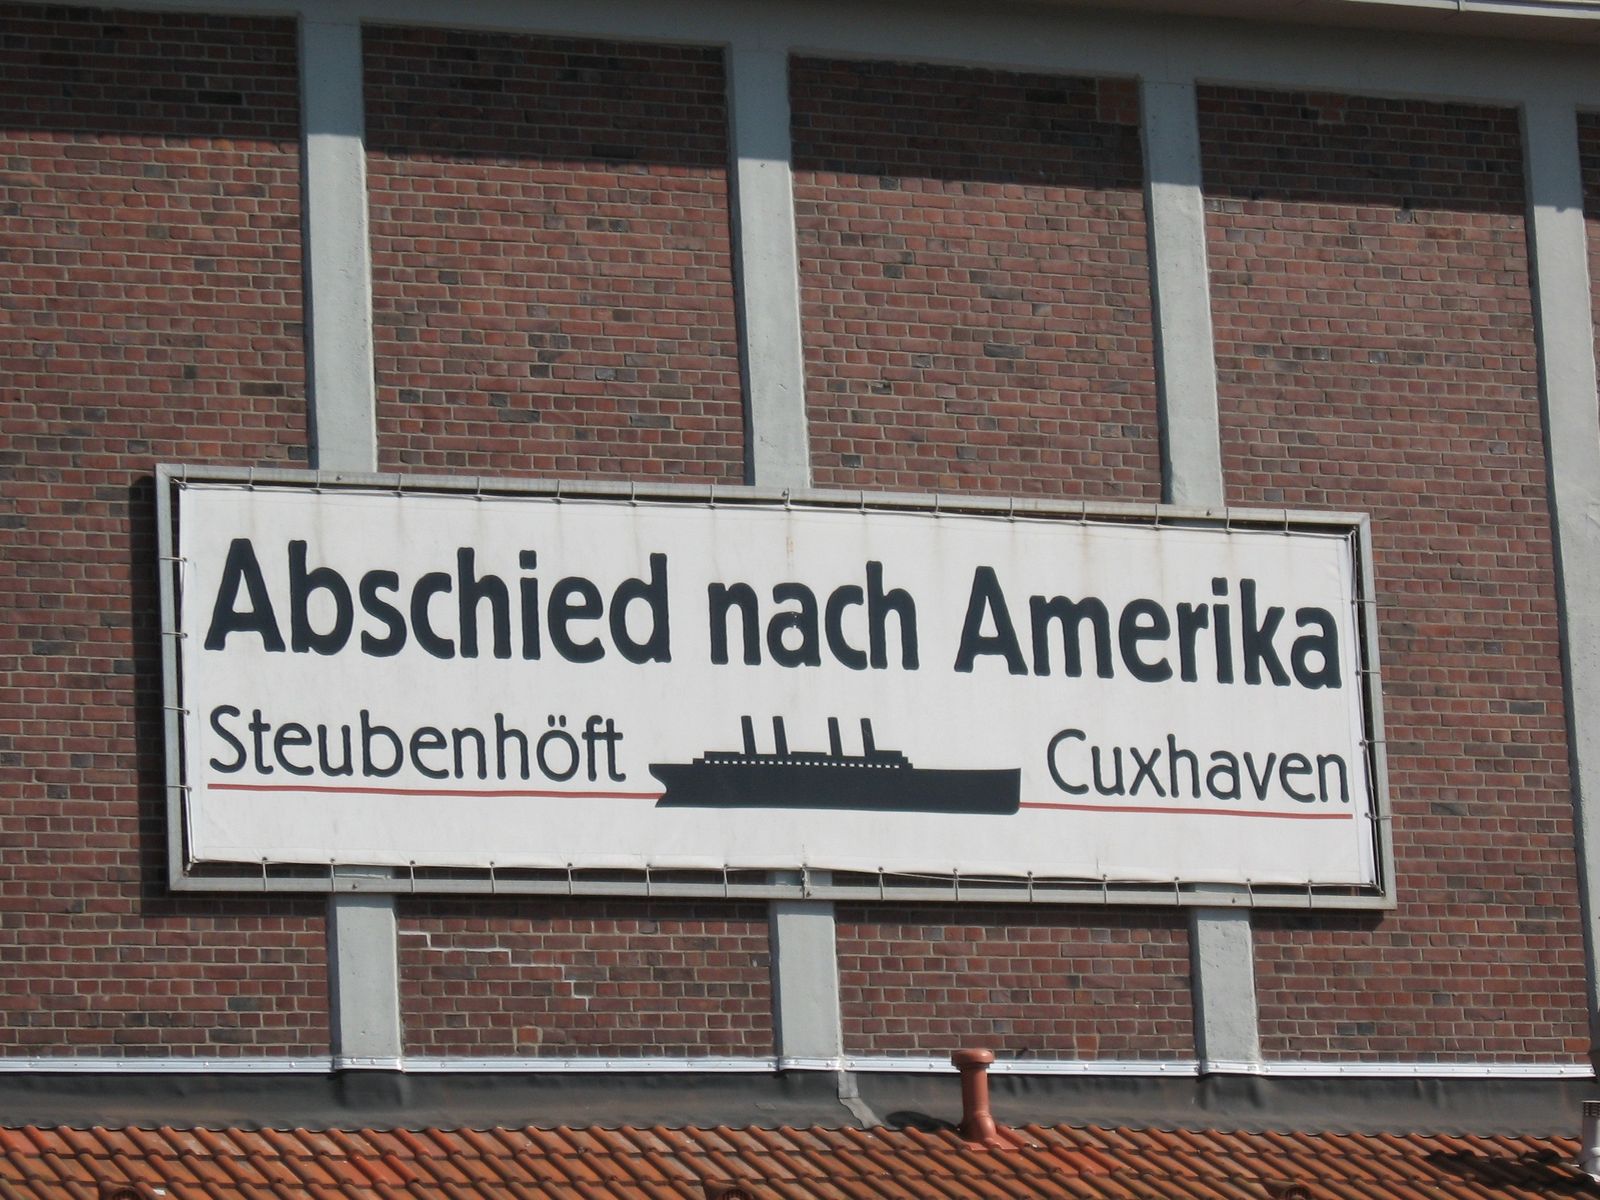 Abschied nach Amerika
Steubenhöft Cuxhaven